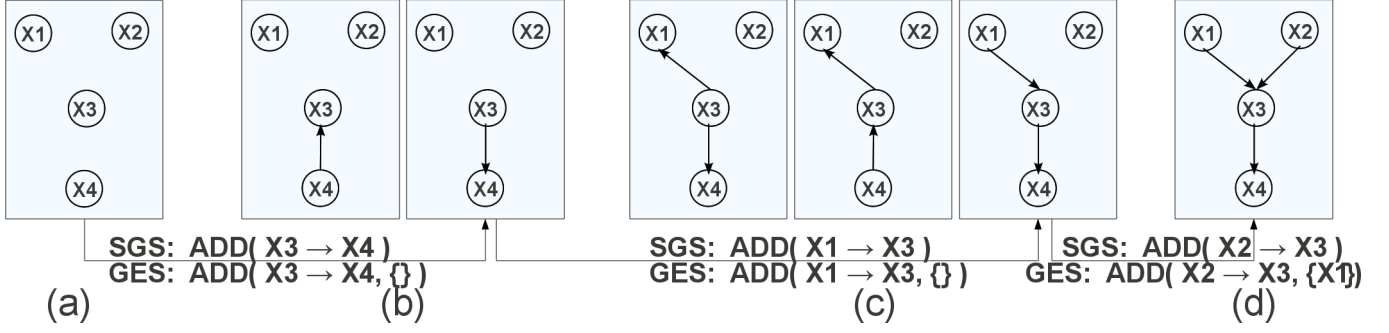 X1 X2 X1 X2 X1 X2 X1 X2 X1 X2 X1 X2 X1 X2
X3 X3 X3 X3 X3 X3 X3
X4 X4 X4 X4 X4 X4 X4
SGS: ADD( X3 → X4 ) SGS: ADD( X1 → X3 ) SGS: ADD( X2 → X3 )
GES: ADD( X3 → X4, {} ) GES: ADD( X1 → X3, {} ) GES: ADD( X2 → X3, {X1})
(a) (b) (c) (d)